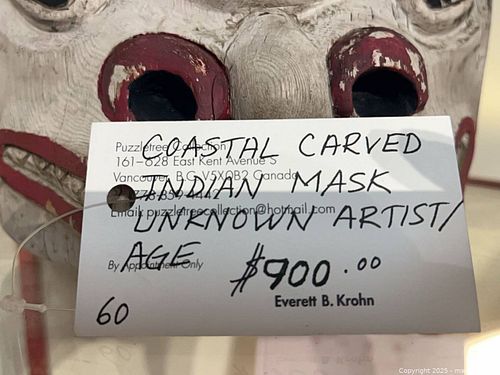 COASTAL CARVED
INDIAN MASK
UNKNOWN ARTIST/
AGE $900.00
60
Puzzletree Collection
161-628 East Kent Avenue S
Vancouver, B.C. V5X0B2 Canada
Email: puzzletreecollection@hotmail.com
By Appointment Only
Everett B. Krohn
Copyright 2025 -